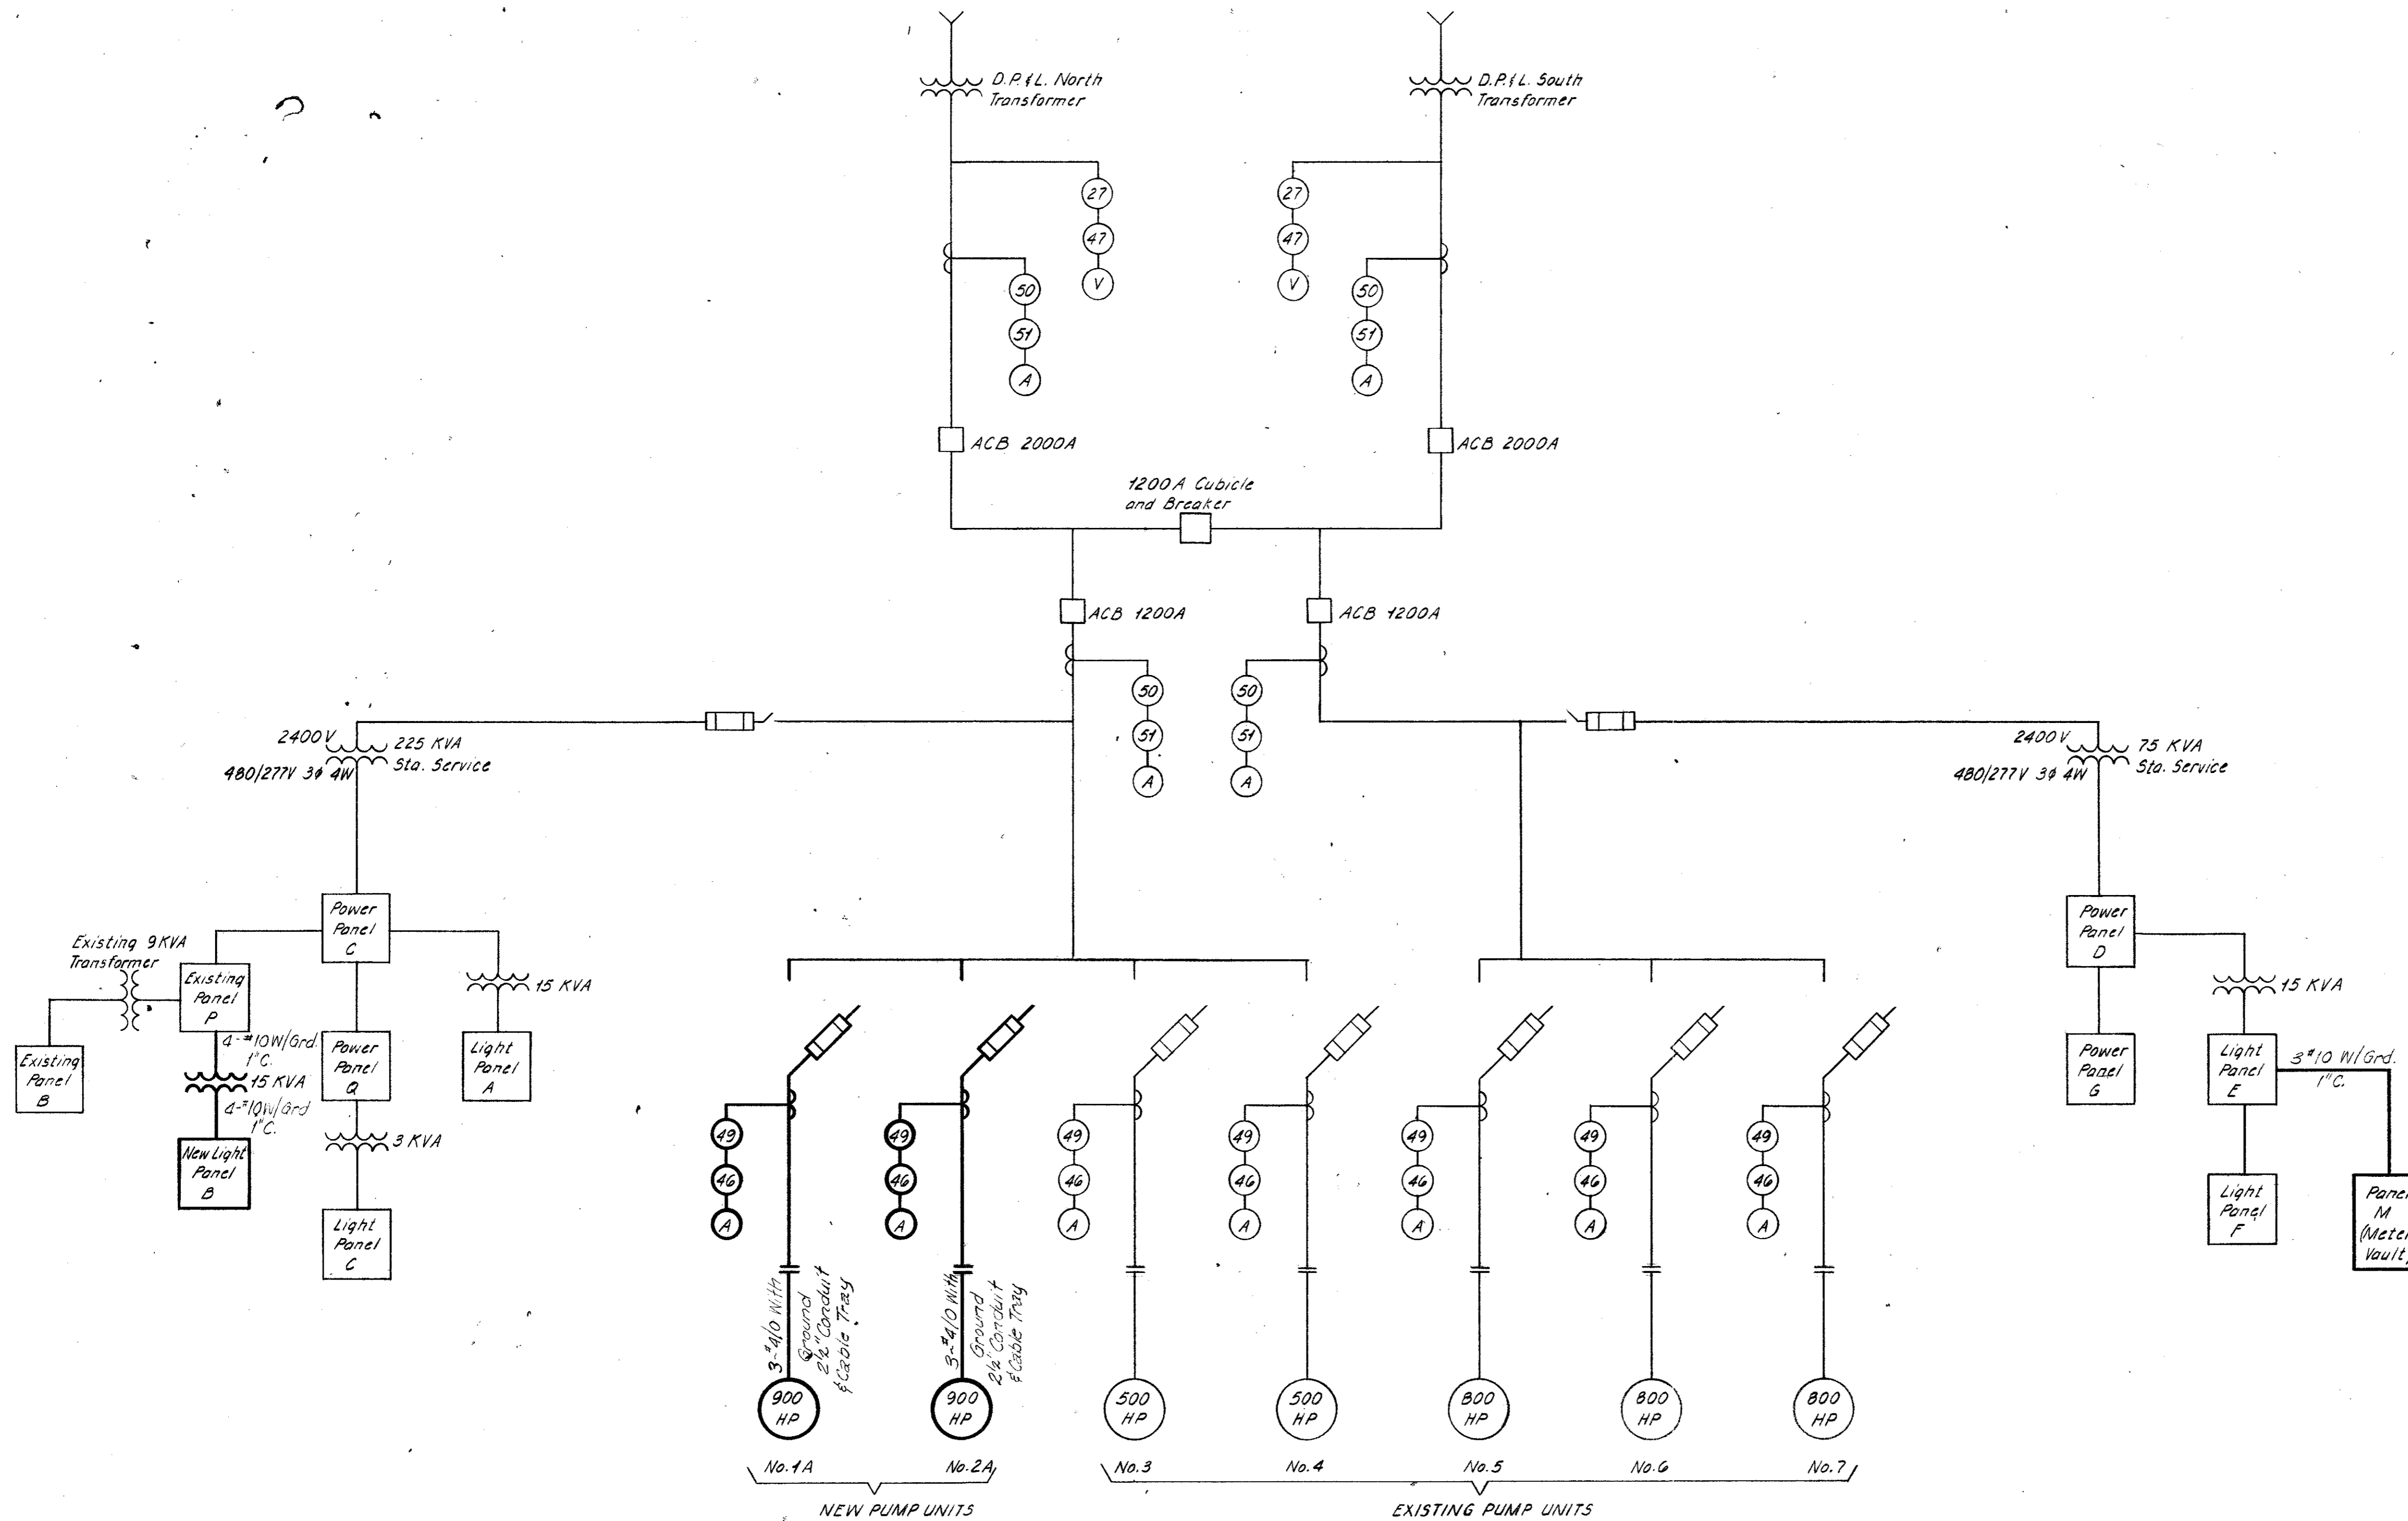 D.P.&L. North
Transformer
D.P.&L. South
Transformer
27
47
V
27
47
V
50
51
A
50
51
A
ACB 2000A
ACB 2000A
1200A Cubicle
and Breaker
ACB 1200A
ACB 1200A
50
51
A
50
51
A
2400V
225 KVA
Sta. Service
480/277V 3φ 4W
2400V
75 KVA
Sta. Service
480/277V 3φ 4W
Power
Panel
C
Existing 9KVA
Transformer
Existing
Panel
P
15 KVA
Existing
Panel
B
4-#10W/Grd.
1"C.
15 KVA
4-#10W/Grd
1"C.
New Light
Panel
B
Power
Panel
Q
3 KVA
Light
Panel
C
Light
Panel
A
Power
Panel
D
15 KVA
Power
Panel
G
Light
Panel
E
3#10 W/Grd.
1"C.
Light
Panel
F
Panel
M
(Meter
Vault)
49
46
A
49
46
A
49
46
A
49
46
A
49
46
A
49
46
A
49
46
A
3-#4/0 With
Ground
2½" Conduit
& Cable Tray
3-#4/0 With
Ground
2½" Conduit
& Cable Tray
900
HP
900
HP
500
HP
500
HP
800
HP
800
HP
800
HP
No.1A
No.2A
No.3
No.4
No.5
No.6
No.7
NEW PUMP UNITS
EXISTING PUMP UNITS